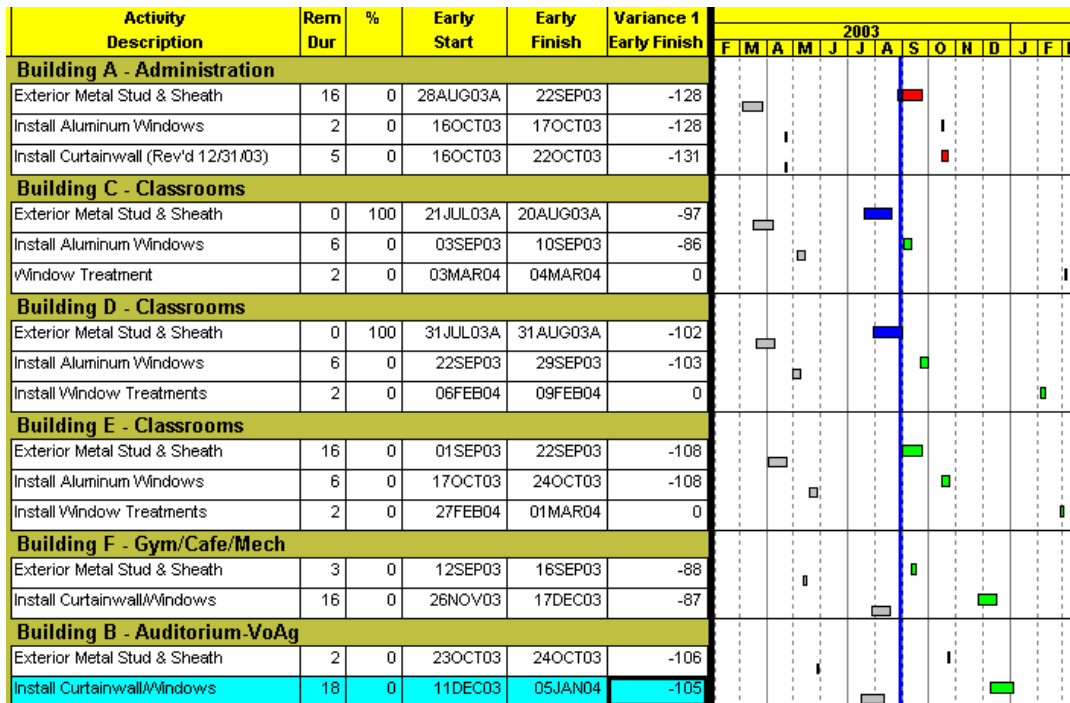 Activity Rem % Early Early Variance 1
Description Dur Start Finish Early Finish
2003
F M A M J J A S O N D J F
Building A - Administration
Exterior Metal Stud & Sheath 16 0 28AUG03A 22SEP03 -128
Install Aluminum Windows 2 0 16OCT03 17OCT03 -128
Install Curtainwall (Rev'd 12/31/03) 5 0 16OCT03 22OCT03 -131
Building C - Classrooms
Exterior Metal Stud & Sheath 0 100 21JUL03A 20AUG03A -97
Install Aluminum Windows 6 0 03SEP03 10SEP03 -86
Window Treatment 2 0 03MAR04 04MAR04 0
Building D - Classrooms
Exterior Metal Stud & Sheath 0 100 31JUL03A 31AUG03A -102
Install Aluminum Windows 6 0 22SEP03 29SEP03 -103
Install Window Treatments 2 0 06FEB04 09FEB04 0
Building E - Classrooms
Exterior Metal Stud & Sheath 16 0 01SEP03 22SEP03 -108
Install Aluminum Windows 6 0 17OCT03 24OCT03 -108
Install Window Treatments 2 0 27FEB04 01MAR04 0
Building F - Gym/Cafe/Mech
Exterior Metal Stud & Sheath 3 0 12SEP03 16SEP03 -88
Install Curtainwall/Windows 16 0 26NOV03 17DEC03 -87
Building B - Auditorium-VoAg
Exterior Metal Stud & Sheath 2 0 23OCT03 24OCT03 -106
Install Curtainwall/Windows 18 0 11DEC03 05JAN04 -105